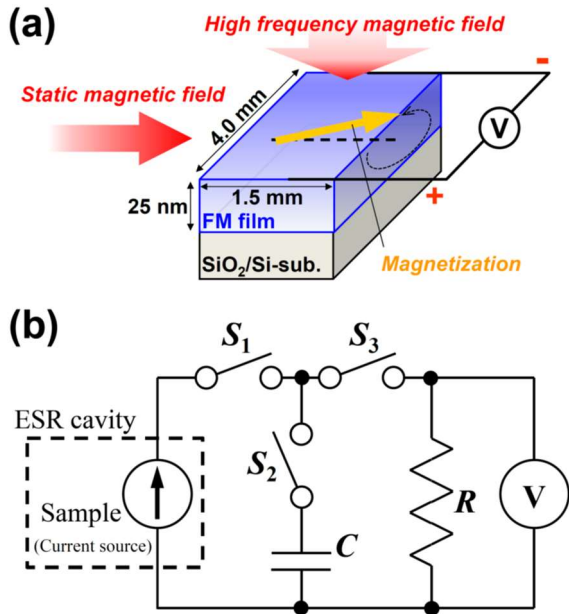 (a)
High frequency magnetic field
Static magnetic field
4.0 mm
-
V
1.5 mm
25 nm
FM film
+
SiO2/Si-sub.
Magnetization
(b)
S1
S3
ESR cavity
S2
Sample
(Current source)
C
R
V